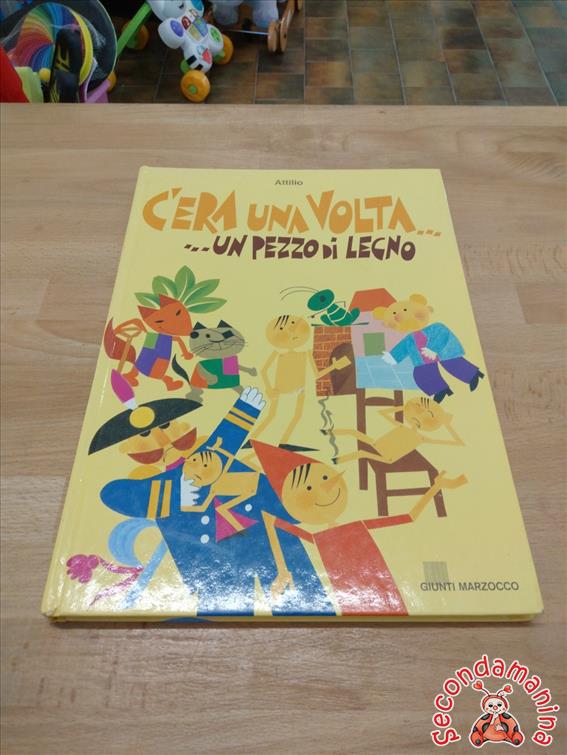 Attilio
C'ERA UNA VOLTA...
...UN PEZZO Di LEGNO
GIUNTI MARZOCCO
Secondamanina